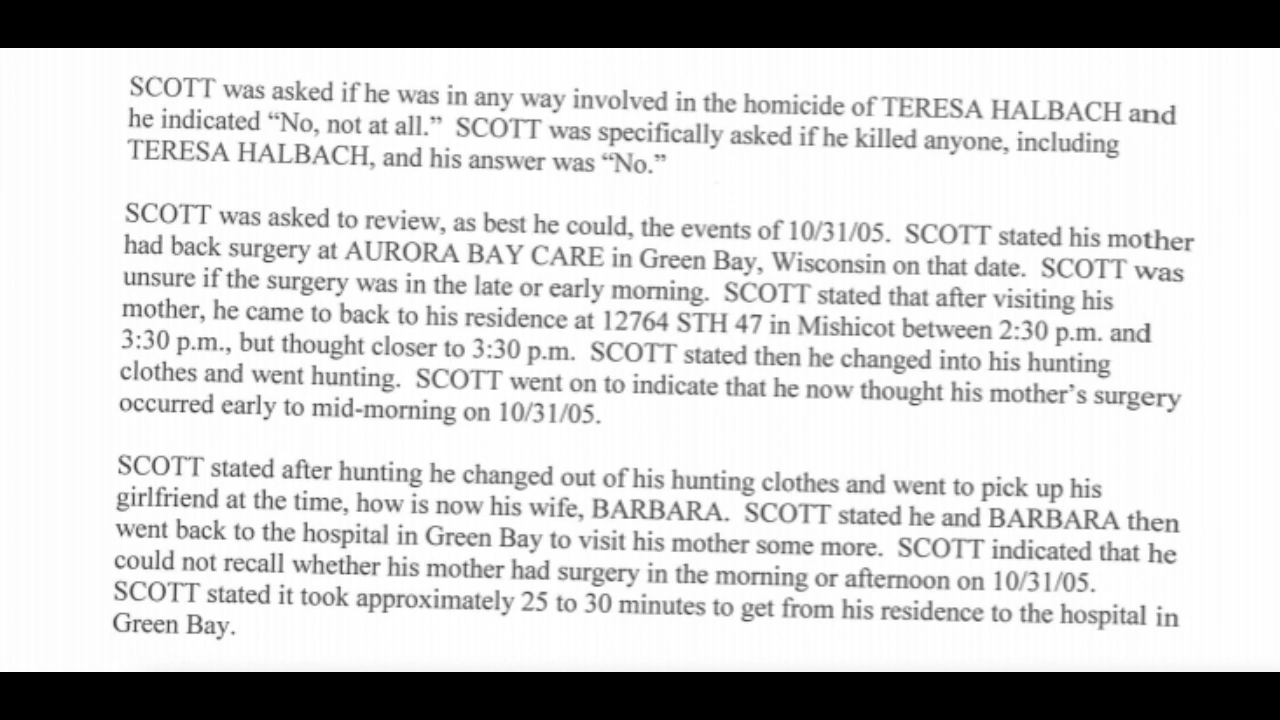 SCOTT was asked if he was in any way involved in the homicide of TERESA HALBACH and
he indicated “No, not at all.” SCOTT was specifically asked if he killed anyone, including
TERESA HALBACH, and his answer was “No.”
SCOTT was asked to review, as best he could, the events of 10/31/05. SCOTT stated his mother
had back surgery at AURORA BAY CARE in Green Bay, Wisconsin on that date. SCOTT was
unsure if the surgery was in the late or early morning. SCOTT stated that after visiting his
mother, he came to back to his residence at 12764 STH 47 in Mishicot between 2:30 p.m. and
3:30 p.m., but thought closer to 3:30 p.m. SCOTT stated then he changed into his hunting
clothes and went hunting. SCOTT went on to indicate that he now thought his mother’s surgery
occurred early to mid-morning on 10/31/05.
SCOTT stated after hunting he changed out of his hunting clothes and went to pick up his
girlfriend at the time, how is now his wife, BARBARA. SCOTT stated he and BARBARA then
went back to the hospital in Green Bay to visit his mother some more. SCOTT indicated that he
could not recall whether his mother had surgery in the morning or afternoon on 10/31/05.
SCOTT stated it took approximately 25 to 30 minutes to get from his residence to the hospital in
Green Bay.